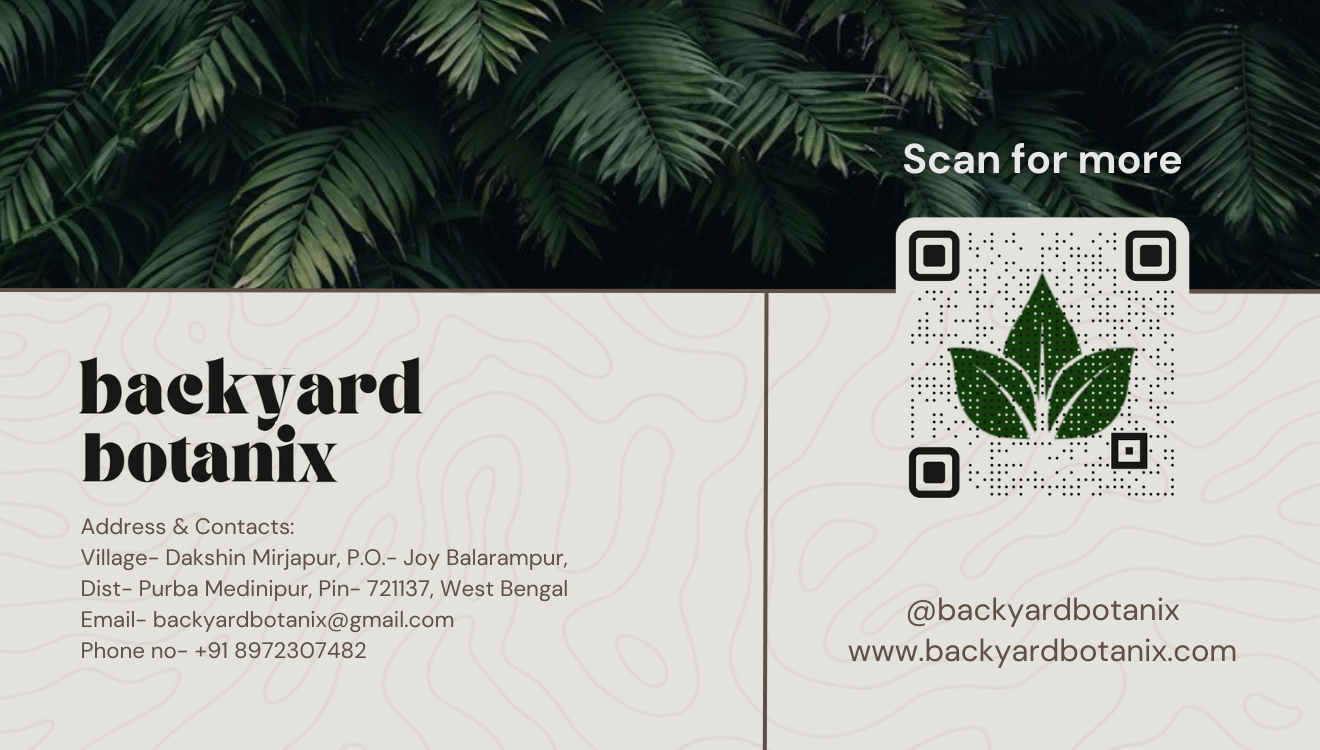 Scan for more
backyard
botanix
Address & Contacts:
Village- Dakshin Mirjapur, P.O.- Joy Balarampur,
Dist- Purba Medinipur, Pin- 721137, West Bengal
Email- backyardbotanix@gmail.com
Phone no- +91 8972307482
@backyardbotanix
www.backyardbotanix.com